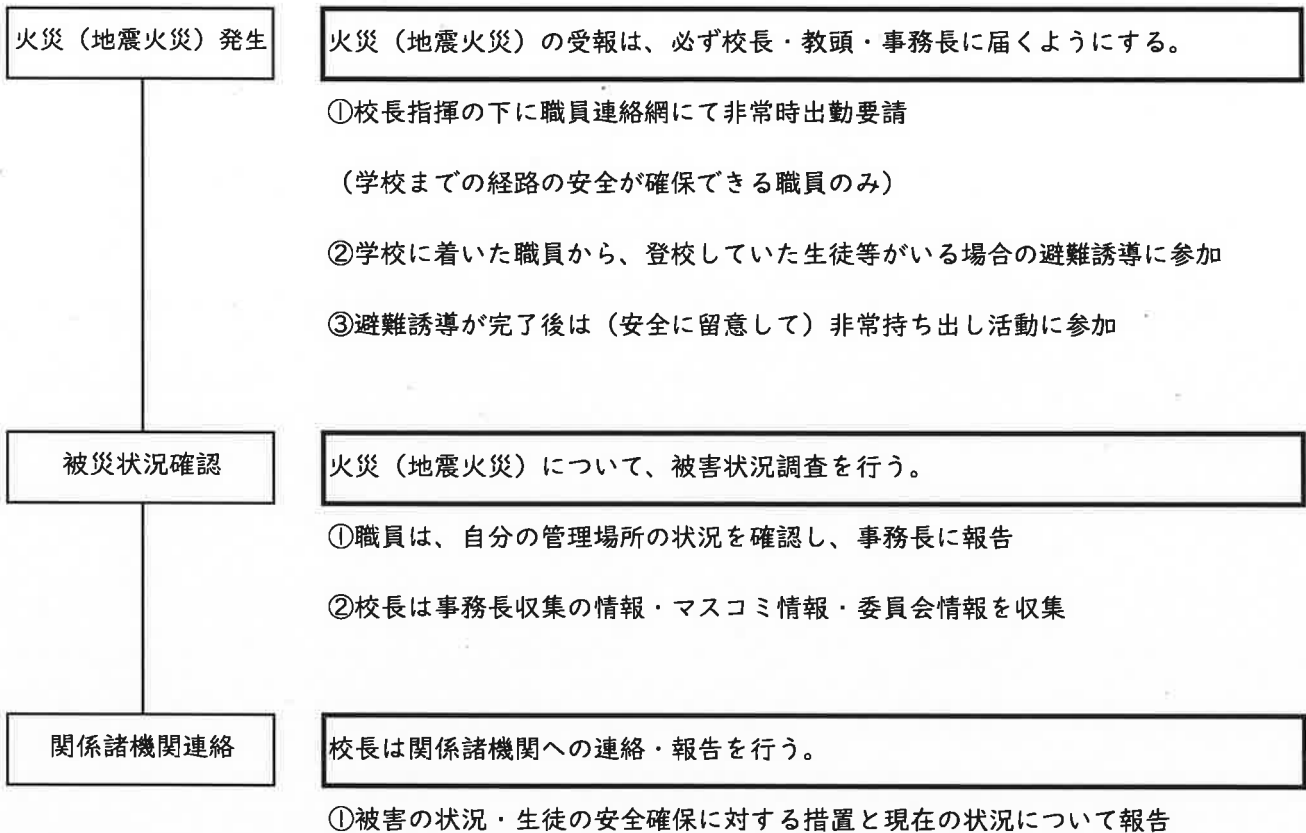 火災（地震火災）発生
火災（地震火災）の受報は、必ず校長・教頭・事務長に届くようにする。
①校長指揮の下に職員連絡網にて非常時出勤要請
（学校までの経路の安全が確保できる職員のみ）
②学校に着いた職員から、登校していた生徒等がいる場合の避難誘導に参加
③避難誘導が完了後は（安全に留意して）非常持ち出し活動に参加
被災状況確認
火災（地震火災）について、被害状況調査を行う。
①職員は、自分の管理場所の状況を確認し、事務長に報告
②校長は事務長収集の情報・マスコミ情報・委員会情報を収集
関係諸機関連絡
校長は関係諸機関への連絡・報告を行う。
①被害の状況・生徒の安全確保に対する措置と現在の状況について報告